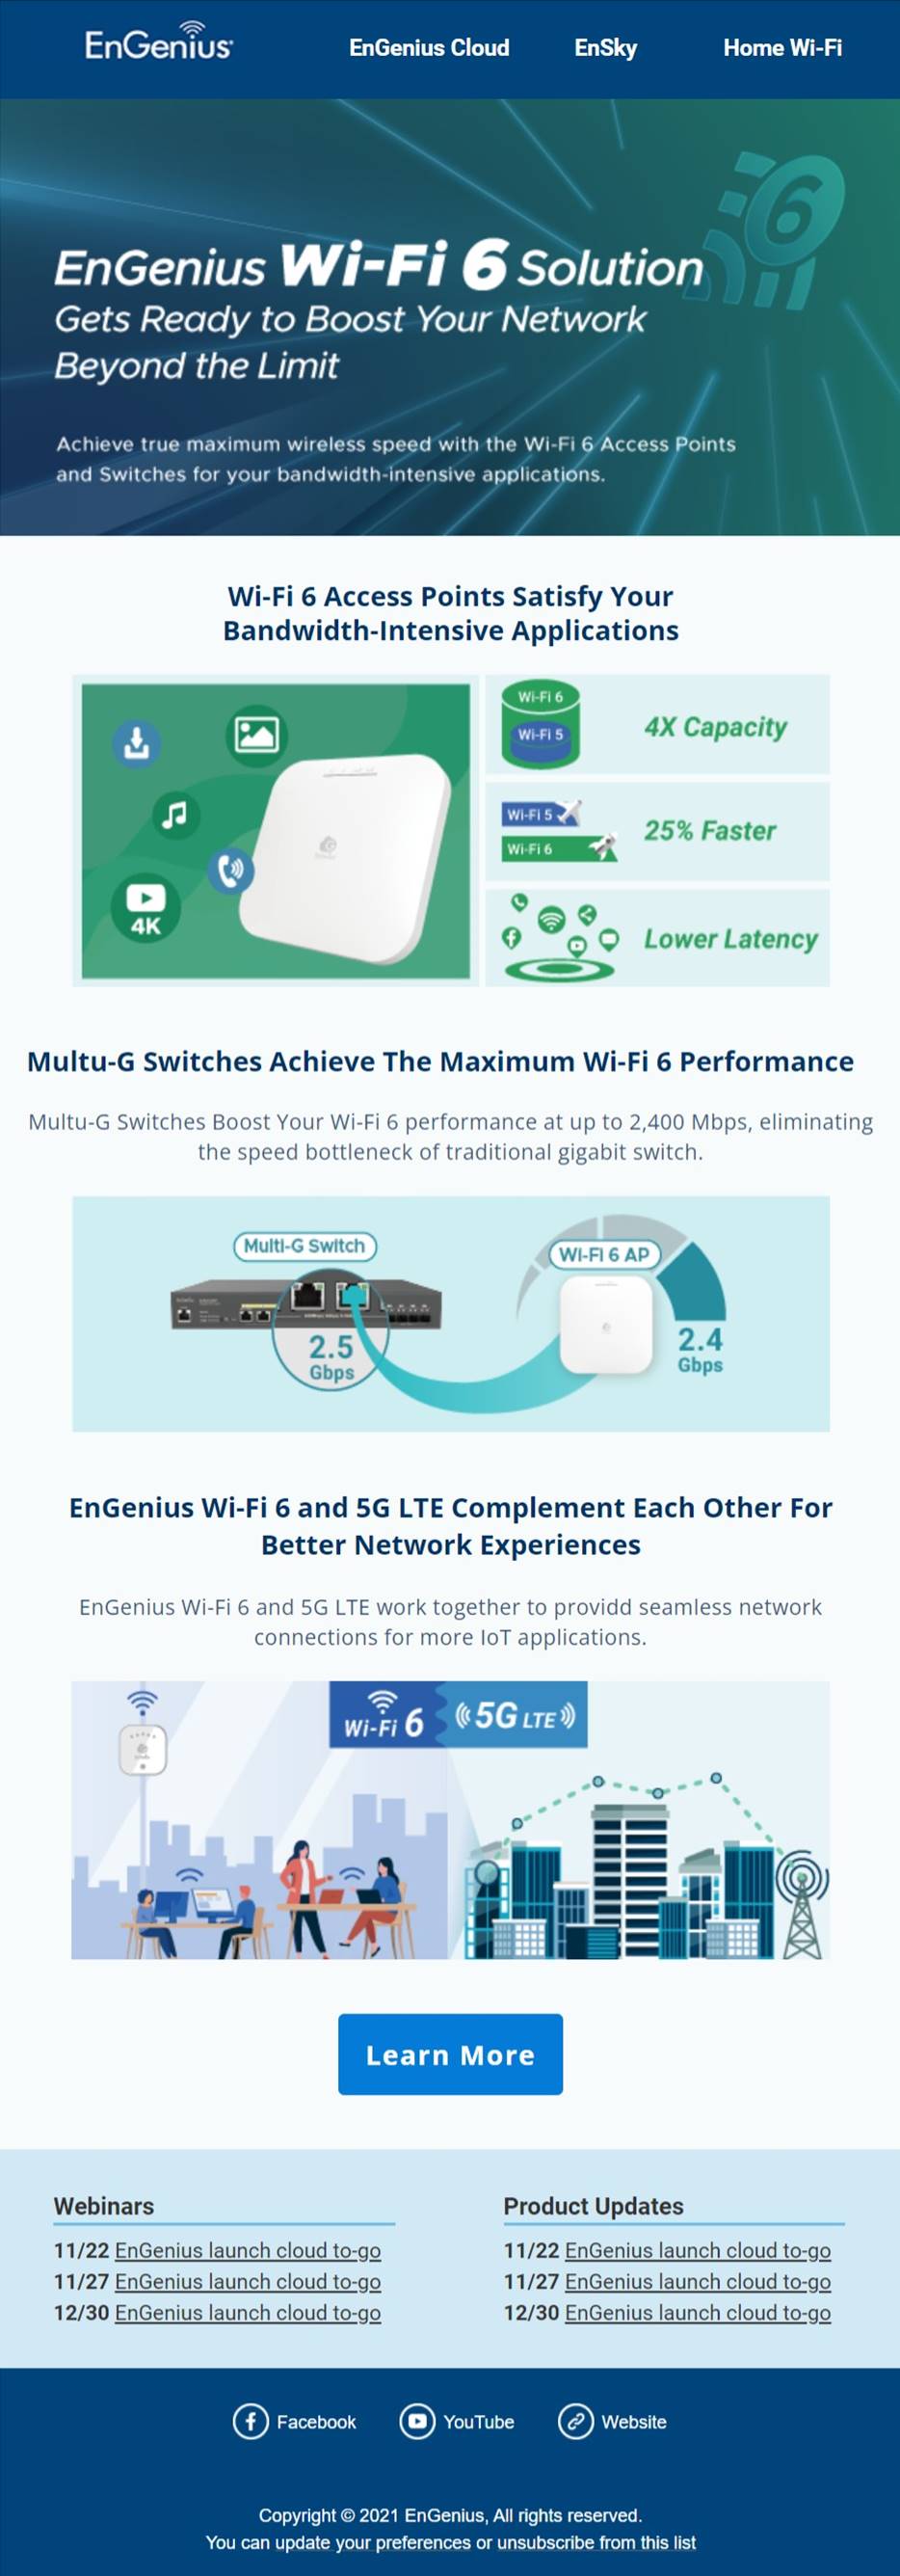 EnGenius
EnGenius Cloud
EnSky
Home Wi-Fi
6
EnGenius Wi-Fi 6 Solution
Gets Ready to Boost Your Network
Beyond the Limit
Achieve true maximum wireless speed with the Wi-Fi 6 Access Points
and Switches for your bandwidth-intensive applications.
Wi-Fi 6 Access Points Satisfy Your
Bandwidth-Intensive Applications
4K
Wi-Fi 6
Wi-Fi 5
4X Capacity
Wi-Fi 5
Wi-Fi 6
25% Faster
Lower Latency
Multu-G Switches Achieve The Maximum Wi-Fi 6 Performance
Multu-G Switches Boost Your Wi-Fi 6 performance at up to 2,400 Mbps, eliminating
the speed bottleneck of traditional gigabit switch.
Multi-G Switch
2.5
Gbps
Wi-Fi 6 AP
2.4
Gbps
EnGenius Wi-Fi 6 and 5G LTE Complement Each Other For
Better Network Experiences
EnGenius Wi-Fi 6 and 5G LTE work together to providd seamless network
connections for more IoT applications.
Wi-Fi 6
5G LTE
Learn More
Webinars
11/22 EnGenius launch cloud to-go
11/27 EnGenius launch cloud to-go
12/30 EnGenius launch cloud to-go
Product Updates
11/22 EnGenius launch cloud to-go
11/27 EnGenius launch cloud to-go
12/30 EnGenius launch cloud to-go
Facebook
YouTube
Website
Copyright © 2021 EnGenius, All rights reserved.
You can update your preferences or unsubscribe from this list